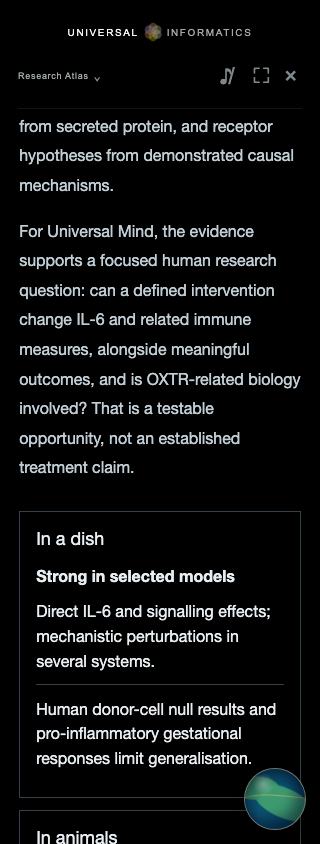 UNIVERSAL INFORMATICS
Research Atlas
from secreted protein, and receptor
hypotheses from demonstrated causal
mechanisms.
For Universal Mind, the evidence
supports a focused human research
question: can a defined intervention
change IL-6 and related immune
measures, alongside meaningful
outcomes, and is OXTR-related biology
involved? That is a testable
opportunity, not an established
treatment claim.
In a dish
Strong in selected models
Direct IL-6 and signalling effects;
mechanistic perturbations in
several systems.
Human donor-cell null results and
pro-inflammatory gestational
responses limit generalisation.
In animals